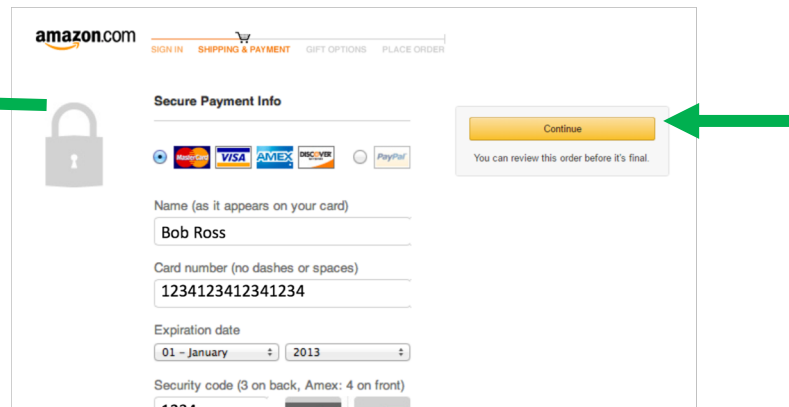 amazon.com
SIGN IN SHIPPING & PAYMENT GIFT OPTIONS PLACE ORDER
Secure Payment Info
MasterCard VISA AMEX DISCOVER PayPal
Continue
You can review this order before it's final.
Name (as it appears on your card)
Bob Ross
Card number (no dashes or spaces)
1234123412341234
Expiration date
01 - January 2013
Security code (3 on back, Amex: 4 on front)
1234